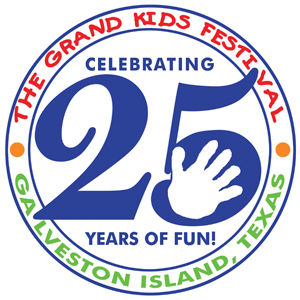 THE GRAND KIDS FESTIVAL
CELEBRATING
25
YEARS OF FUN!
GALVESTON ISLAND, TEXAS